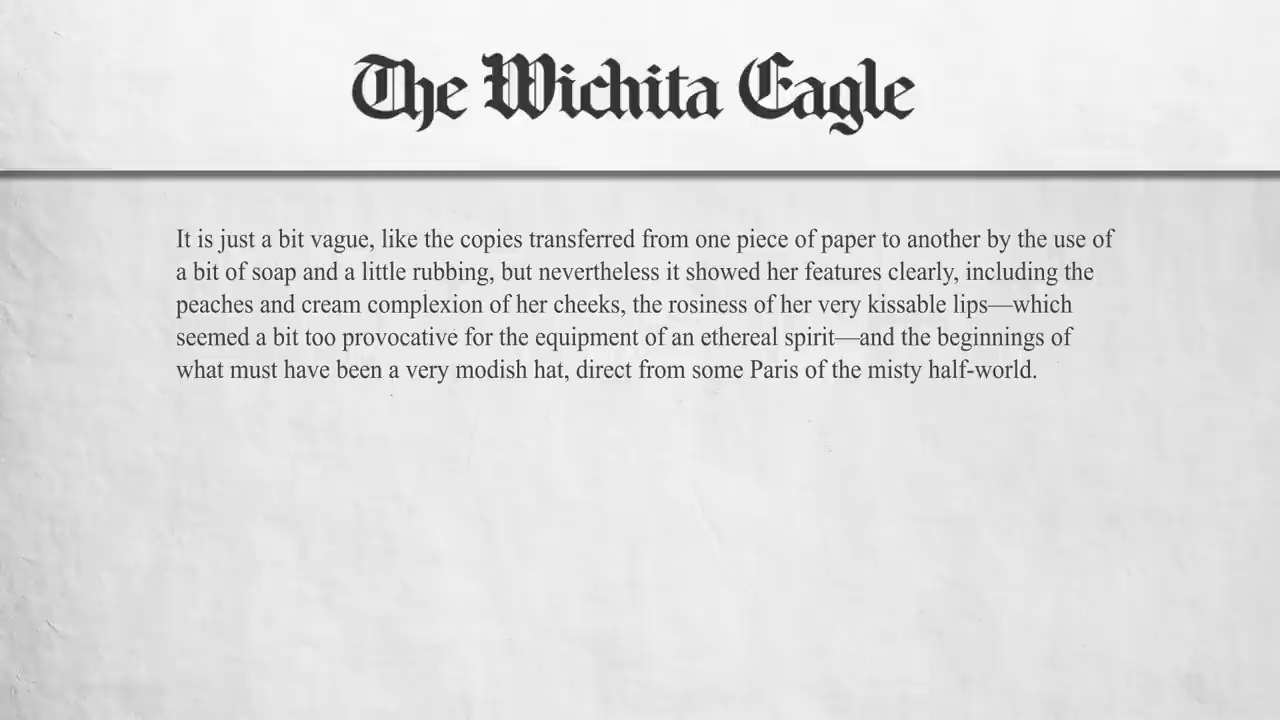 The Wichita Eagle
It is just a bit vague, like the copies transferred from one piece of paper to another by the use of
a bit of soap and a little rubbing, but nevertheless it showed her features clearly, including the
peaches and cream complexion of her cheeks, the rosiness of her very kissable lips—which
seemed a bit too provocative for the equipment of an ethereal spirit—and the beginnings of
what must have been a very modish hat, direct from some Paris of the misty half-world.